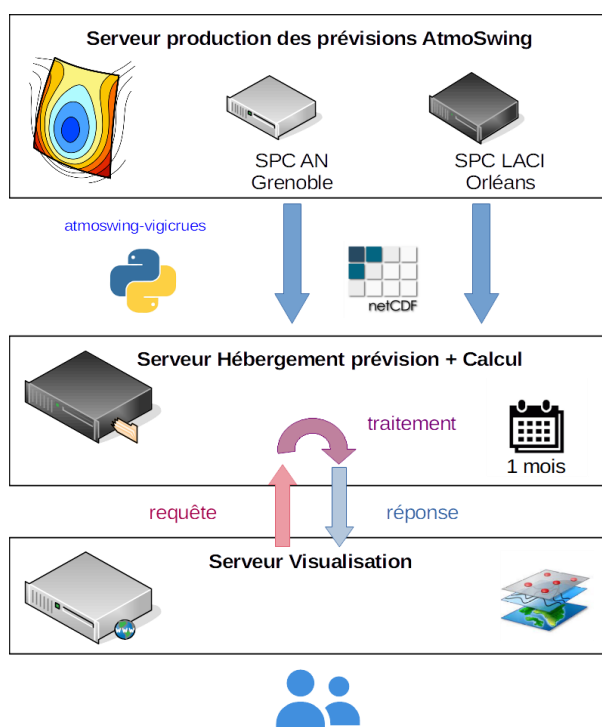 Serveur production des prévisions AtmoSwing
SPC AN
Grenoble
SPC LACI
Orléans
atmoswing-vigicrues
netCDF
Serveur Hébergement prévision + Calcul
traitement
1 mois
requête
réponse
Serveur Visualisation